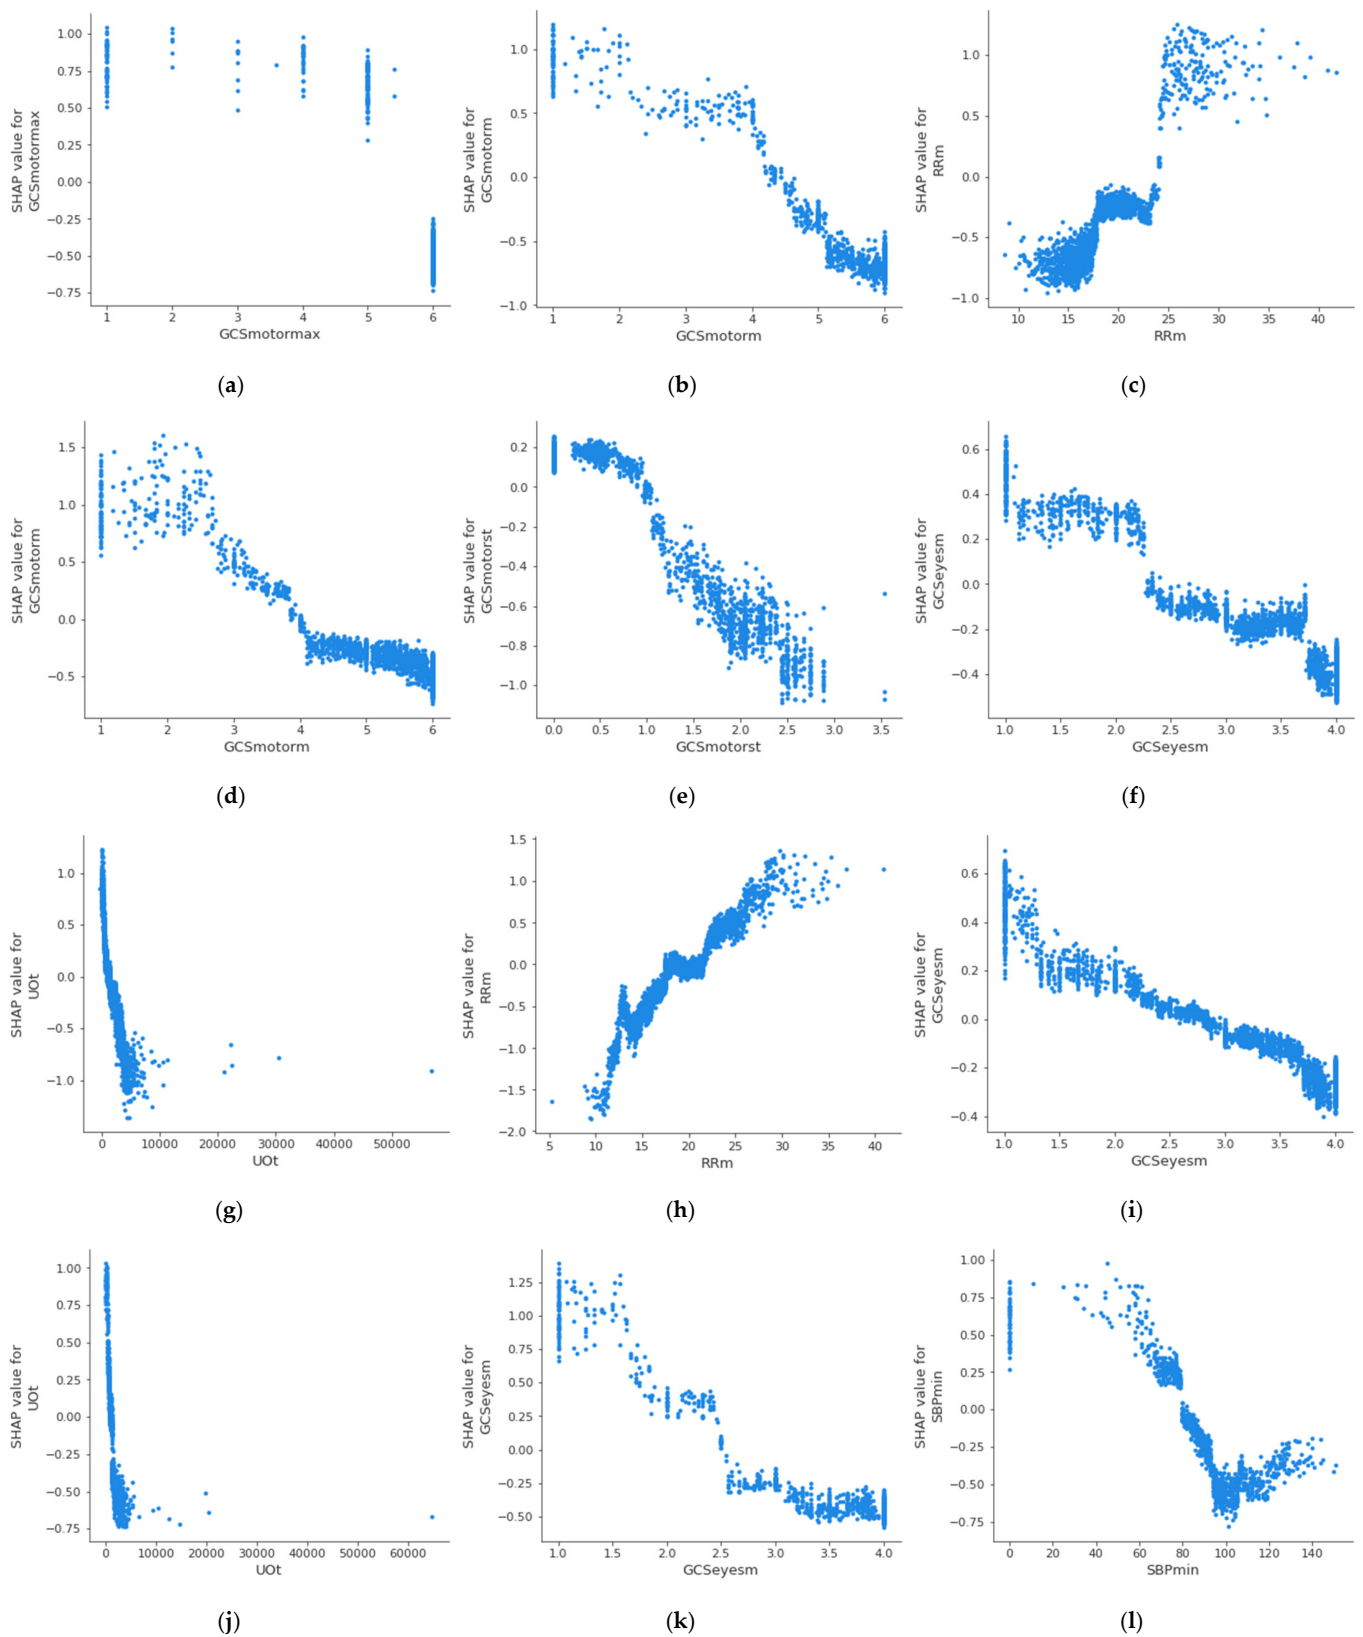 1.00
0.75
0.50
0.25
0.00
−0.25
−0.50
−0.75
SHAP value for
GCSmotormax
1 2 3 4 5 6
GCSmotormax
(a)
1.0
0.5
0.0
−0.5
−1.0
SHAP value for
GCSmotorm
1 2 3 4 5 6
GCSmotorm
(b)
1.0
0.5
0.0
−0.5
−1.0
SHAP value for
RRm
10 15 20 25 30 35 40
RRm
(c)
1.5
1.0
0.5
0.0
−0.5
SHAP value for
GCSmotorm
1 2 3 4 5 6
GCSmotorm
(d)
0.2
0.0
−0.2
−0.4
−0.6
−0.8
−1.0
SHAP value for
GCSmotorst
0.0 0.5 1.0 1.5 2.0 2.5 3.0 3.5
GCSmotorst
(e)
0.6
0.4
0.2
0.0
−0.2
−0.4
SHAP value for
GCSeyesm
1.0 1.5 2.0 2.5 3.0 3.5 4.0
GCSeyesm
(f)
1.0
0.5
0.0
−0.5
−1.0
SHAP value for
UOt
0 10000 20000 30000 40000 50000
UOt
(g)
1.5
1.0
0.5
0.0
−0.5
−1.0
−1.5
−2.0
SHAP value for
RRm
5 10 15 20 25 30 35 40
RRm
(h)
0.6
0.4
0.2
0.0
−0.2
−0.4
SHAP value for
GCSeyesm
1.0 1.5 2.0 2.5 3.0 3.5 4.0
GCSeyesm
(i)
1.00
0.75
0.50
0.25
0.00
−0.25
−0.50
−0.75
SHAP value for
UOt
0 10000 20000 30000 40000 50000 60000
UOt
(j)
1.25
1.00
0.75
0.50
0.25
0.00
−0.25
−0.50
SHAP value for
GCSeyesm
1.0 1.5 2.0 2.5 3.0 3.5 4.0
GCSeyesm
(k)
1.00
0.75
0.50
0.25
0.00
−0.25
−0.50
−0.75
SHAP value for
SBPmin
0 20 40 60 80 100 120 140
SBPmin
(l)